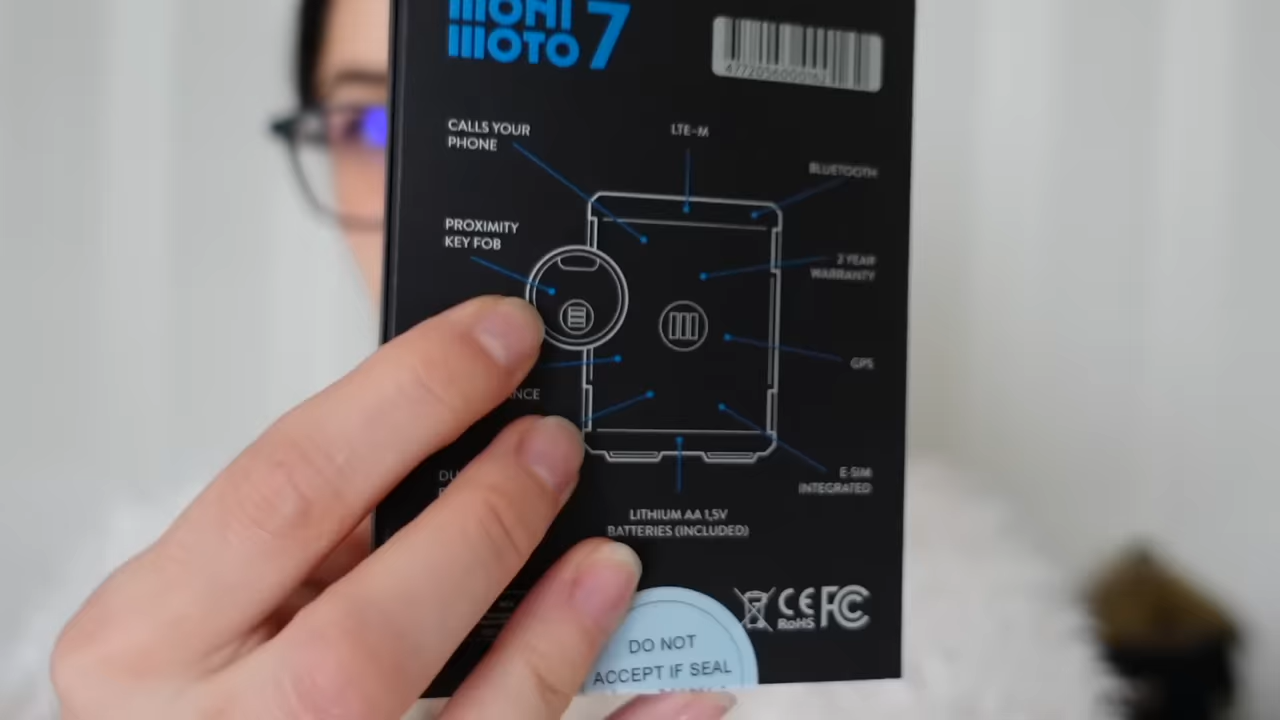 MONI
MOTO 7
CALLS YOUR
PHONE
LTE-M
BLUETOOTH
PROXIMITY
KEY FOB
2 YEAR
WARRANTY
GPS
E-SIM
INTEGRATED
LITHIUM AA 1,5V
BATTERIES (INCLUDED)
CE
RoHS
FC
DO NOT
ACCEPT IF SEAL